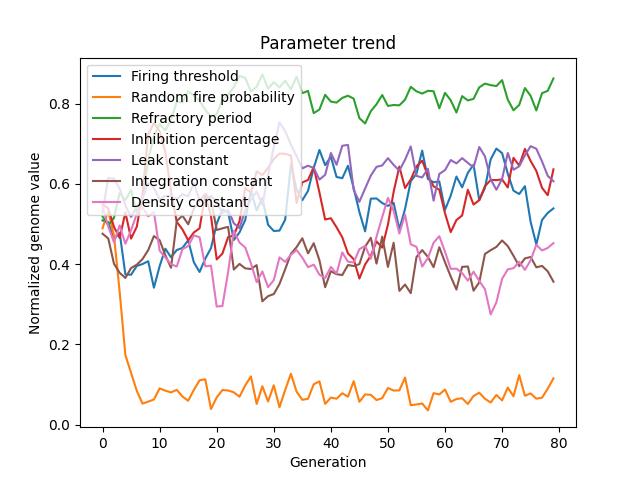 Parameter trend
Firing threshold
Random fire probability
Refractory period
Inhibition percentage
Leak constant
Integration constant
Density constant
Normalized genome value
0.8
0.6
0.4
0.2
0.0
0 10 20 30 40 50 60 70 80
Generation